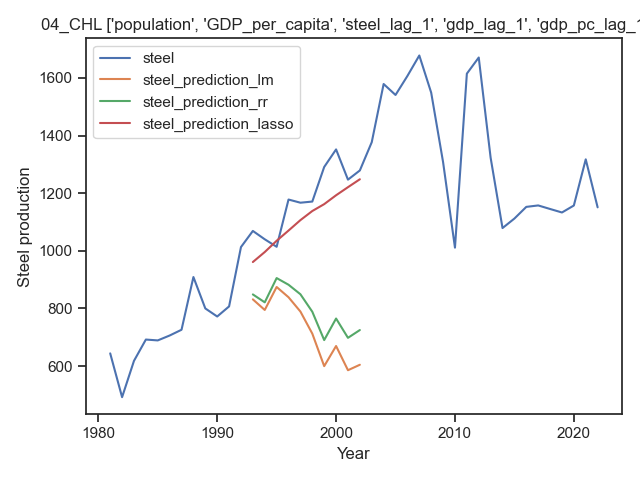 04_CHL ['population', 'GDP_per_capita', 'steel_lag_1', 'gdp_lag_1', 'gdp_pc_lag_1
steel
steel_prediction_lm
steel_prediction_rr
steel_prediction_lasso
Steel production
1600
1400
1200
1000
800
600
1980 1990 2000 2010 2020
Year